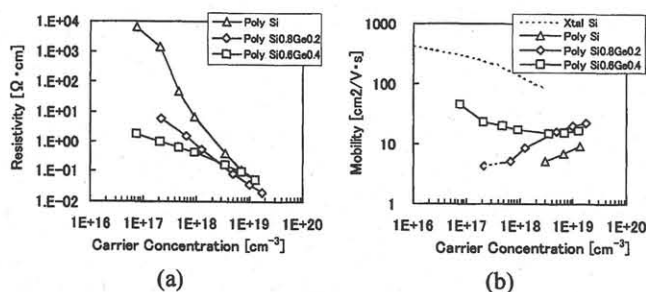 Poly Si
Poly Si0.8Ge0.2
Poly Si0.6Ge0.4
Resistivity [Ω・cm]
1.E+04
1.E+03
1.E+02
1.E+01
1.E+00
1.E-01
1.E-02
1E+16 1E+17 1E+18 1E+19 1E+20
Carrier Concentration [cm⁻³]
(a)
Xtal Si
Poly Si
Poly Si0.8Ge0.2
Poly Si0.6Ge0.4
Mobility [cm2/V・s]
1000
100
10
1
1E+16 1E+17 1E+18 1E+19 1E+20
Carrier Concentration [cm⁻³]
(b)